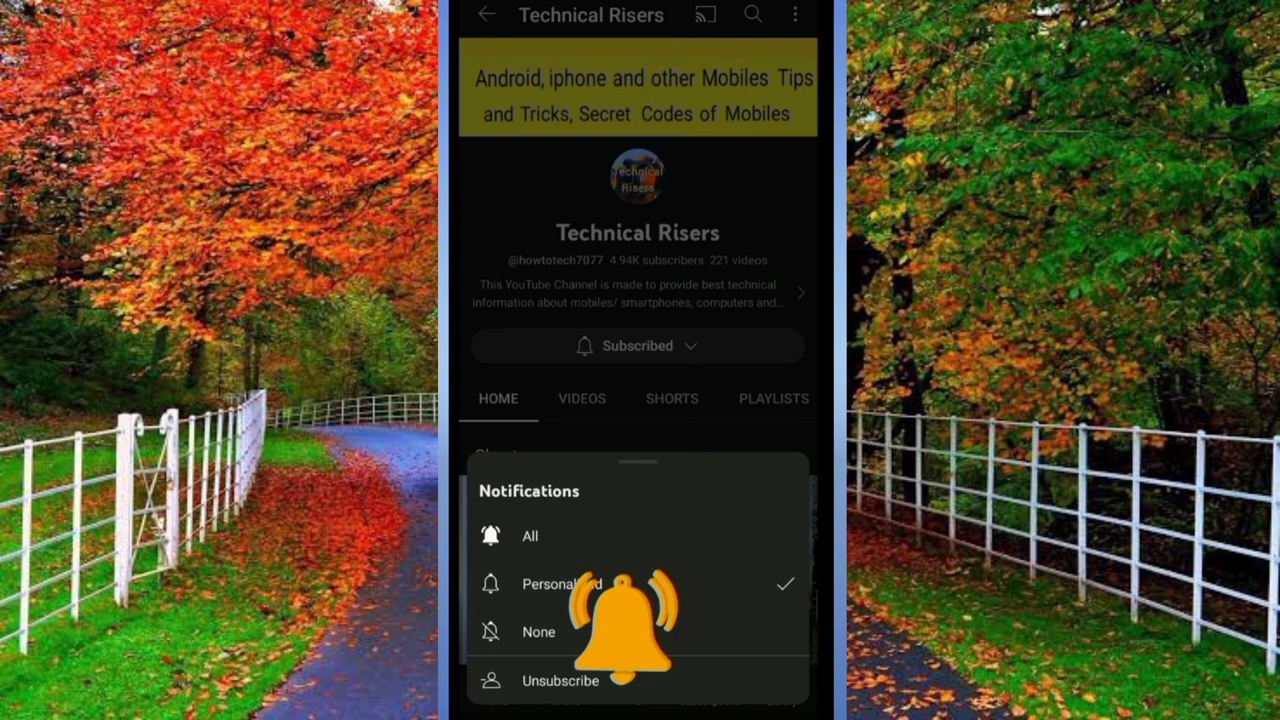 Technical Risers
Android, iphone and other Mobiles Tips
and Tricks, Secret Codes of Mobiles
Technical
Risers
Technical Risers
@howtotech7077 4.94K subscribers 221 videos
This YouTube Channel is made to provide best technical
information about mobiles/ smartphones, computers and...
Subscribed
HOME VIDEOS SHORTS PLAYLISTS
Notifications
All
Personalized
None
Unsubscribe